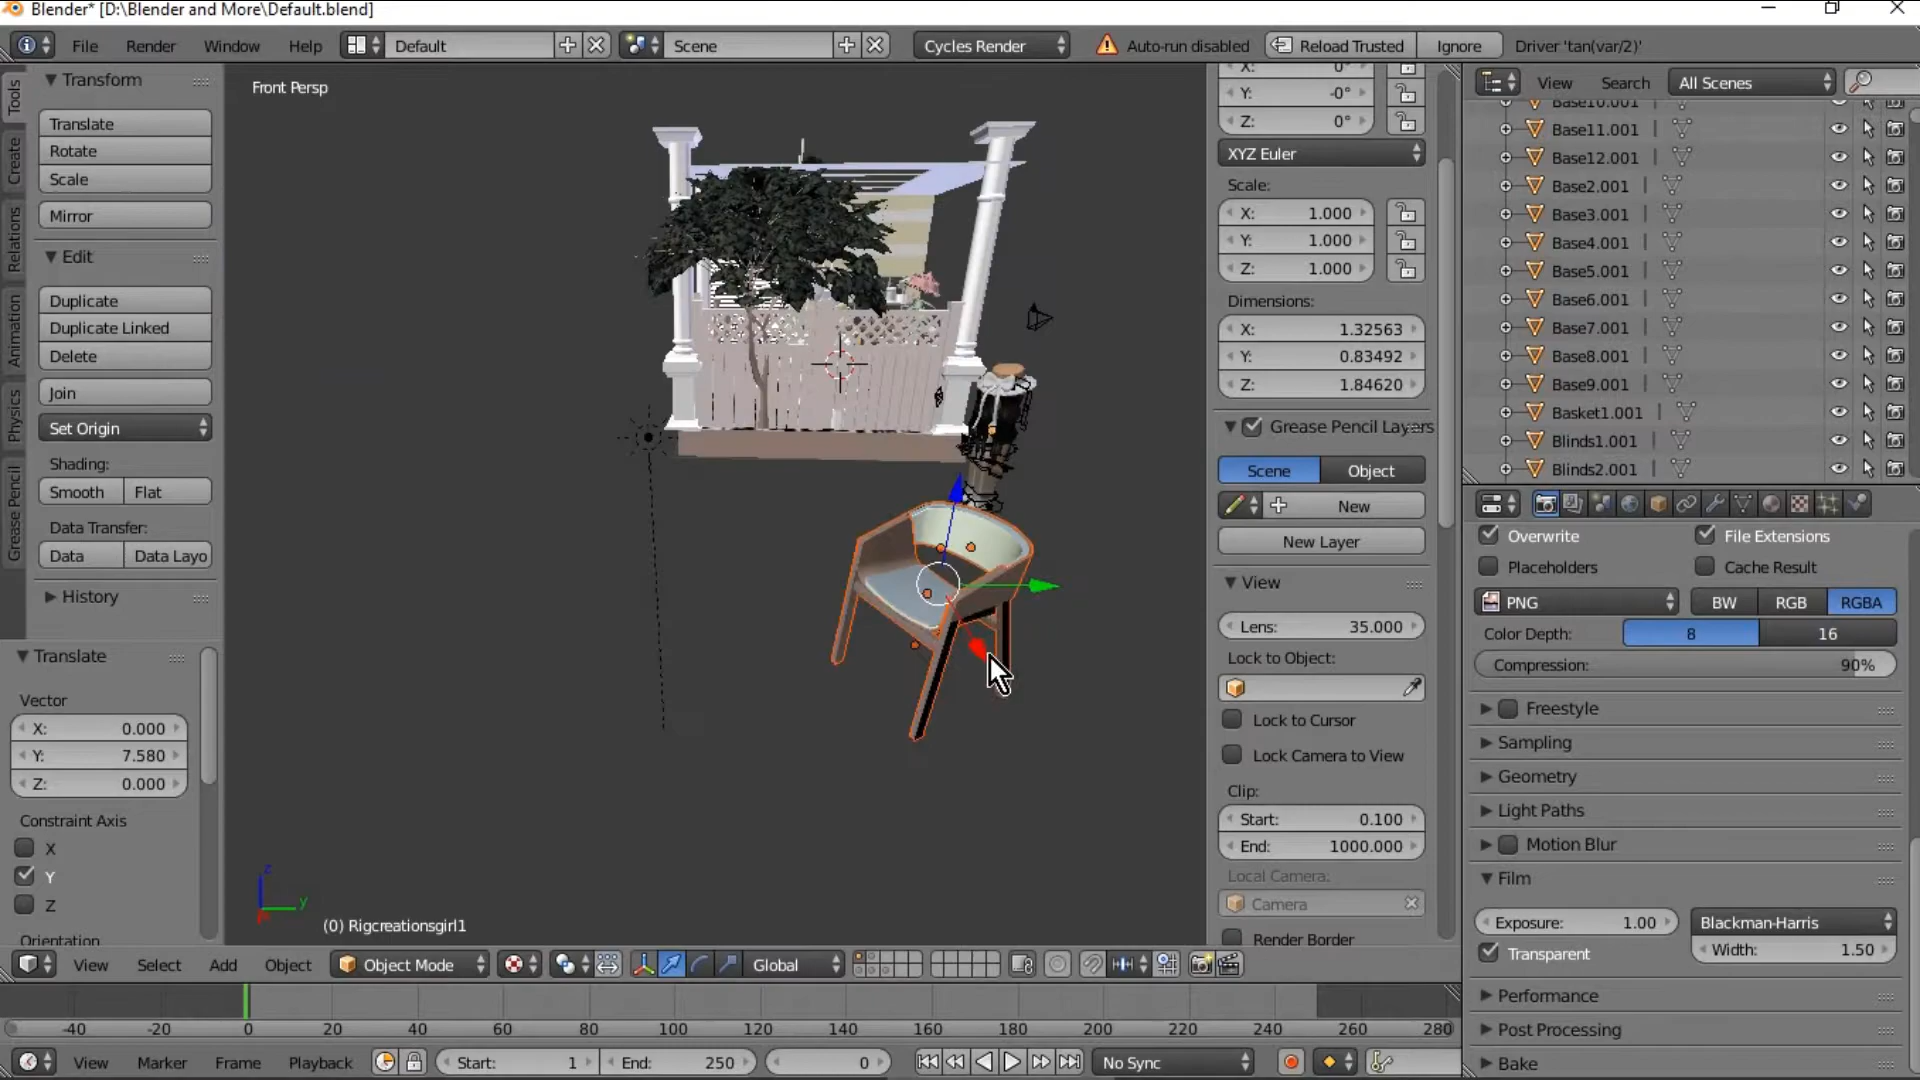 Blender* [D:\Blender and More\Default.blend]
File Render Window Help Default Scene Cycles Render Auto-run disabled Reload Trusted Ignore Driver 'tan(var/2)'
Tools
Create
Relations
Animation
Physics
Grease Pencil
Transform
Translate
Rotate
Scale
Mirror
Edit
Duplicate
Duplicate Linked
Delete
Join
Set Origin
Shading:
Smooth Flat
Data Transfer:
Data Data Layo
History
Translate
Vector
X: 0.000
Y: 7.580
Z: 0.000
Constraint Axis
X
Y
Z
Orientation
Front Persp
z
y
(0) Rigcreationsgirl1
X: 0°
Y: -0°
Z: 0°
XYZ Euler
Scale:
X: 1.000
Y: 1.000
Z: 1.000
Dimensions:
X: 1.32563
Y: 0.83492
Z: 1.84620
Grease Pencil Layers
Scene Object
New
New Layer
View
Lens: 35.000
Lock to Object:
Lock to Cursor
Lock Camera to View
Clip:
Start: 0.100
End: 1000.000
Local Camera:
Camera
Render Border
View Search All Scenes
Base10.001
Base11.001
Base12.001
Base2.001
Base3.001
Base4.001
Base5.001
Base6.001
Base7.001
Base8.001
Base9.001
Basket1.001
Blinds1.001
Blinds2.001
Overwrite File Extensions
Placeholders Cache Result
PNG BW RGB RGBA
Color Depth: 8 16
Compression: 90%
Freestyle
Sampling
Geometry
Light Paths
Motion Blur
Film
Exposure: 1.00 Blackman-Harris
Transparent Width: 1.50
Performance
Post Processing
Bake
View Select Add Object Object Mode Global
-40 -20 0 20 40 60 80 100 120 140 160 180 200 220 240 260 280
View Marker Frame Playback Start: 1 End: 250 0 No Sync